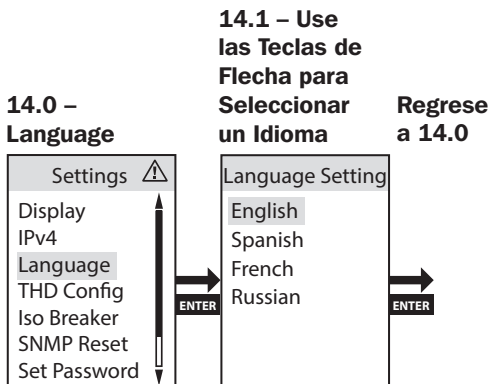 14.0 –
Language
14.1 – Use
las Teclas de
Flecha para
Seleccionar
un Idioma
Regrese
a 14.0
Settings
Display
IPv4
Language
THD Config
Iso Breaker
SNMP Reset
Set Password
ENTER
Language Setting
English
Spanish
French
Russian
ENTER